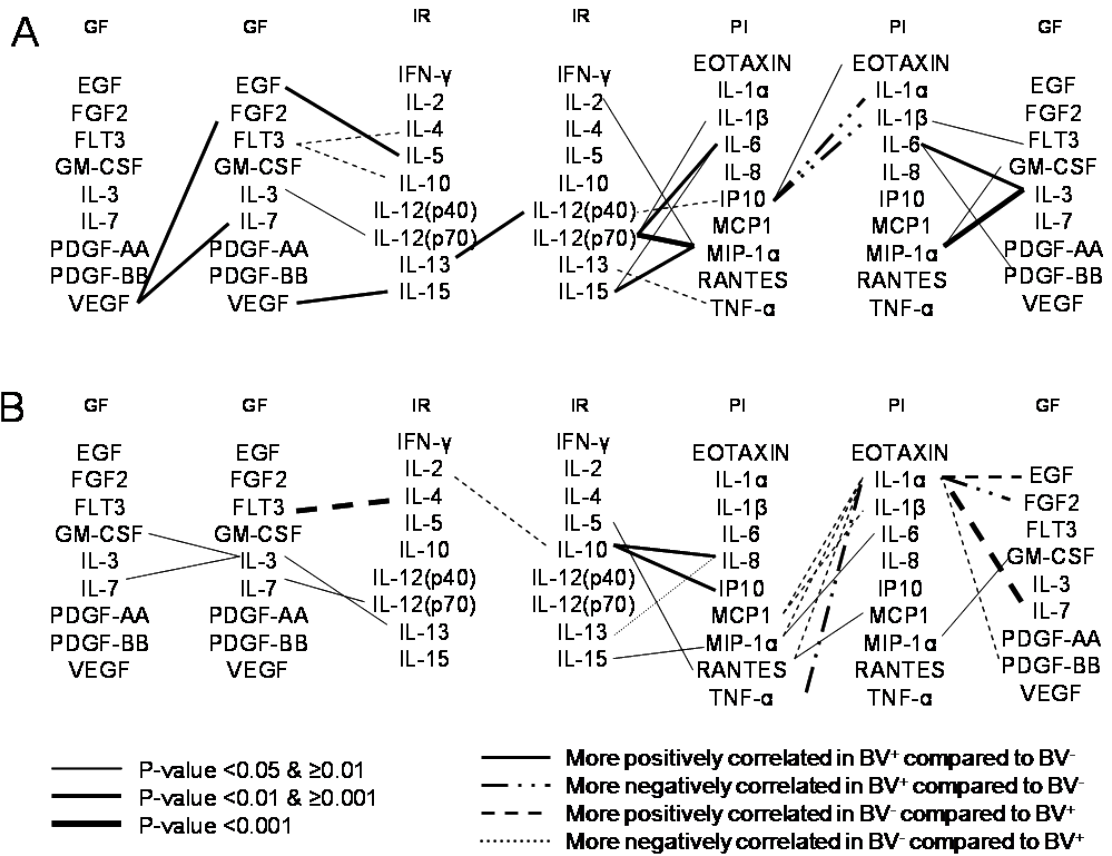 A GF GF IR IR PI PI GF
EGF EGF IFN-γ IFN-γ EOTAXIN EOTAXIN EGF
FGF2 FGF2 IL-2 IL-2 IL-1α IL-1α FGF2
FLT3 FLT3 IL-4 IL-4 IL-1β IL-1β FLT3
GM-CSF GM-CSF IL-5 IL-5 IL-6 IL-6 GM-CSF
IL-3 IL-3 IL-10 IL-10 IL-8 IL-8 IL-3
IL-7 IL-7 IL-12(p40) IL-12(p40) IP10 IP10 IL-7
PDGF-AA PDGF-AA IL-12(p70) IL-12(p70) MCP1 MCP1 PDGF-AA
PDGF-BB PDGF-BB IL-13 IL-13 MIP-1α MIP-1α PDGF-BB
VEGF VEGF IL-15 IL-15 RANTES RANTES VEGF
TNF-α TNF-α
B GF GF IR IR PI PI GF
EGF EGF IFN-γ IFN-γ EOTAXIN EOTAXIN EGF
FGF2 FGF2 IL-2 IL-2 IL-1α IL-1α FGF2
FLT3 FLT3 IL-4 IL-4 IL-1β IL-1β FLT3
GM-CSF GM-CSF IL-5 IL-5 IL-6 IL-6 GM-CSF
IL-3 IL-3 IL-10 IL-10 IL-8 IL-8 IL-3
IL-7 IL-7 IL-12(p40) IL-12(p40) IP10 IP10 IL-7
PDGF-AA PDGF-AA IL-12(p70) IL-12(p70) MCP1 MCP1 PDGF-AA
PDGF-BB PDGF-BB IL-13 IL-13 MIP-1α MIP-1α PDGF-BB
VEGF VEGF IL-15 IL-15 RANTES RANTES VEGF
TNF-α TNF-α
P-value <0.05 & ≥0.01
P-value <0.01 & ≥0.001
P-value <0.001
More positively correlated in BV⁺ compared to BV⁻
More negatively correlated in BV⁺ compared to BV⁻
More positively correlated in BV⁻ compared to BV⁺
More negatively correlated in BV⁻ compared to BV⁺